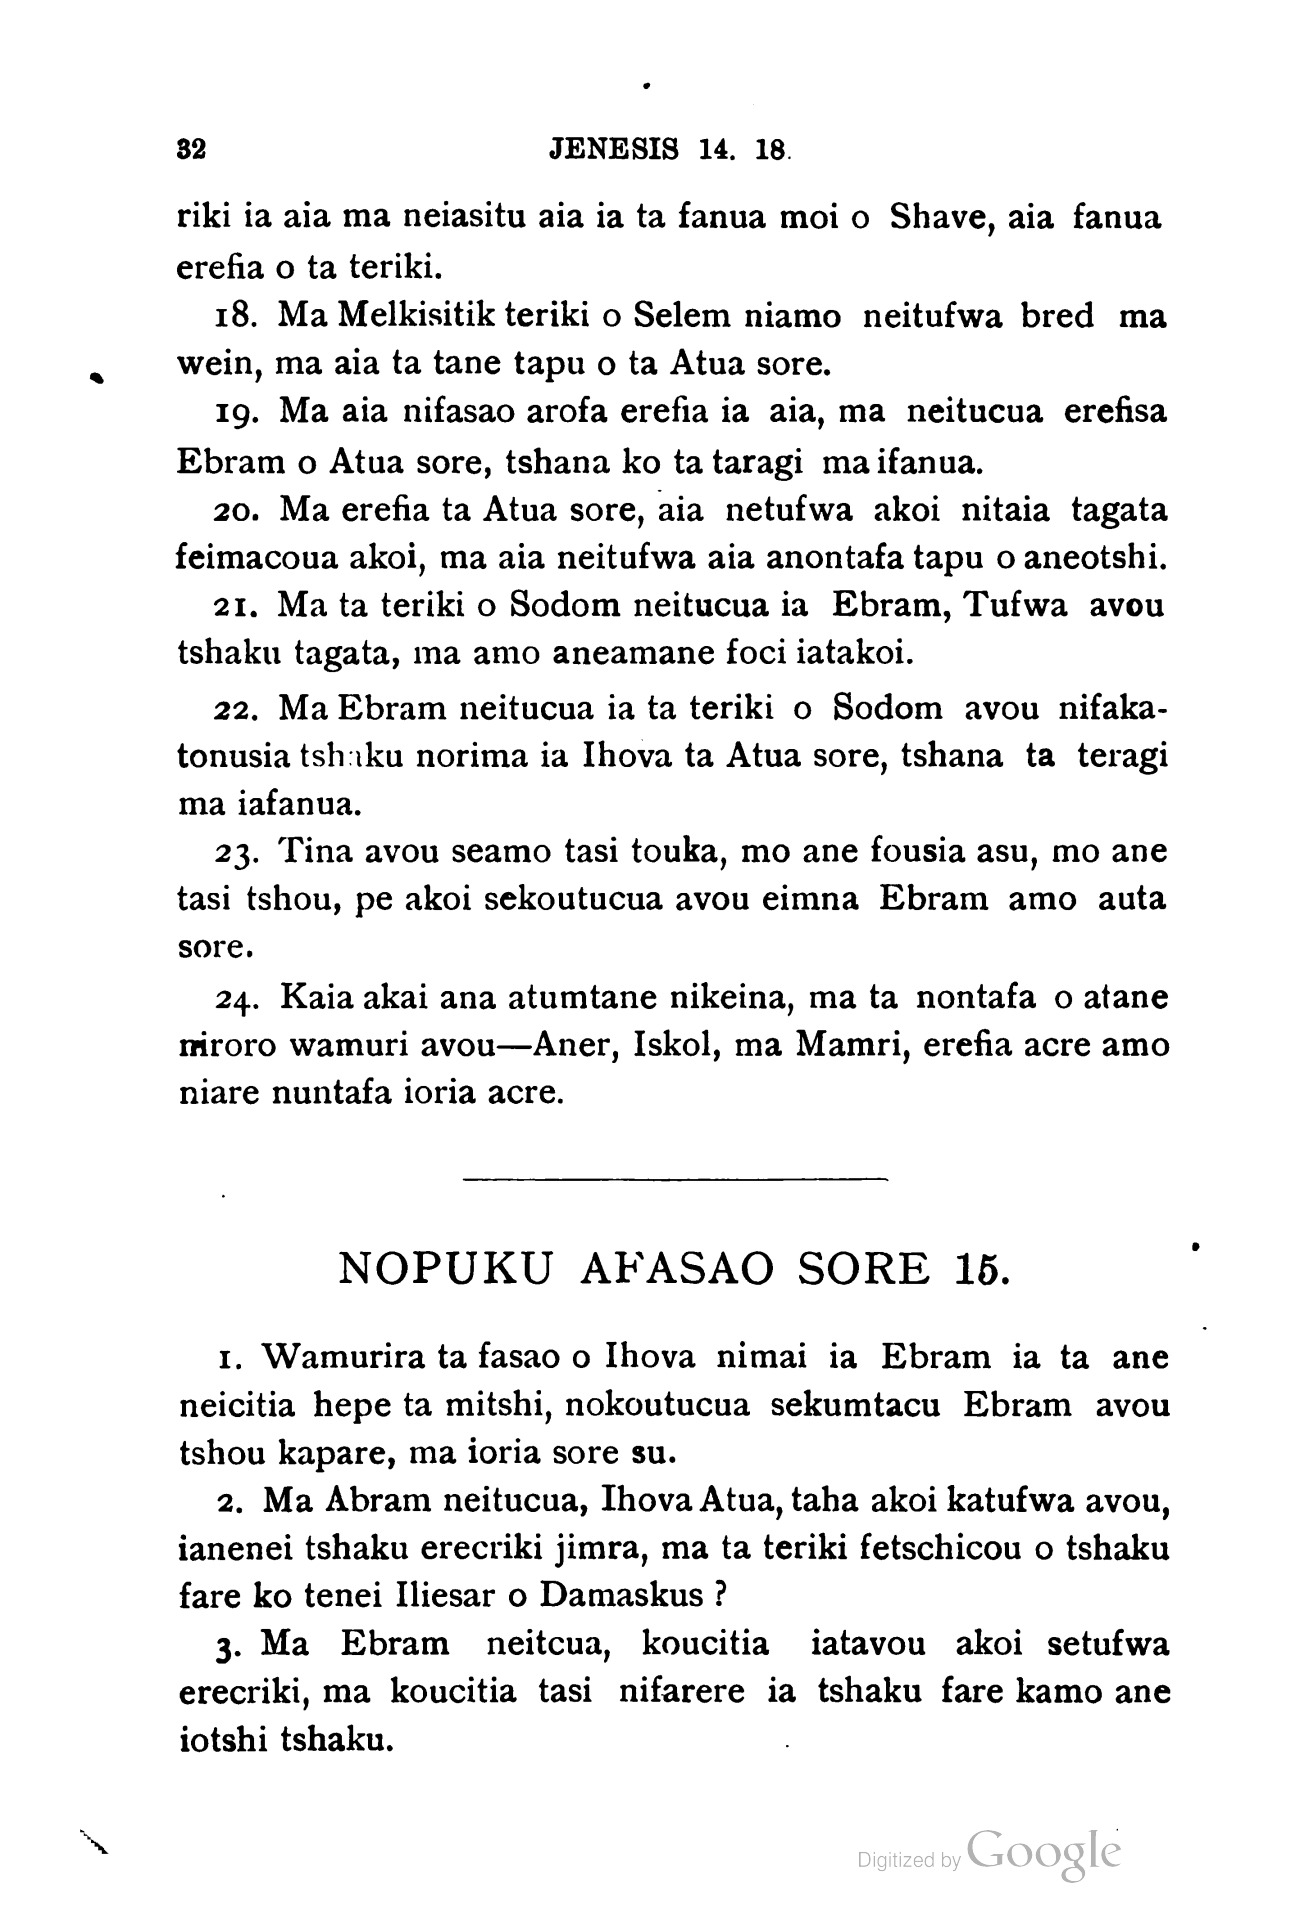 32 JENESIS 14. 18.
riki ia aia ma neiasitu aia ia ta fanua moi o Shave, aia fanua
erefia o ta teriki.
18. Ma Melkisitik teriki o Selem niamo neitufwa bred ma
wein, ma aia ta tane tapu o ta Atua sore.
19. Ma aia nifasao arofa erefia ia aia, ma neitucua erefisa
Ebram o Atua sore, tshana ko ta taragi ma ifanua.
20. Ma erefia ta Atua sore, aia netufwa akoi nitaia tagata
feimacoua akoi, ma aia neitufwa aia anontafa tapu o aneotshi.
21. Ma ta teriki o Sodom neitucua ia Ebram, Tufwa avou
tshaku tagata, ma amo aneamane foci iatakoi.
22. Ma Ebram neitucua ia ta teriki o Sodom avou nifaka-
tonusia tshaku norima ia Ihova ta Atua sore, tshana ta teragi
ma iafanua.
23. Tina avou seamo tasi touka, mo ane fousia asu, mo ane
tasi tshou, pe akoi sekoutucua avou eimna Ebram amo auta
sore.
24. Kaia akai ana atumtane nikeina, ma ta nontafa o atane
miroro wamuri avou—Aner, Iskol, ma Mamri, erefia acre amo
niare nuntafa ioria acre.
NOPUKU AFASAO SORE 15.
1. Wamurira ta fasao o Ihova nimai ia Ebram ia ta ane
neicitia hepe ta mitshi, nokoutucua sekumtacu Ebram avou
tshou kapare, ma ioria sore su.
2. Ma Abram neitucua, Ihova Atua, taha akoi katufwa avou,
ianenei tshaku erecriki jimra, ma ta teriki fetschicou o tshaku
fare ko tenei Iliesar o Damaskus ?
3. Ma Ebram neitcua, koucitia iatavou akoi setufwa
erecriki, ma koucitia tasi nifarere ia tshaku fare kamo ane
iotshi tshaku.
Digitized by Google